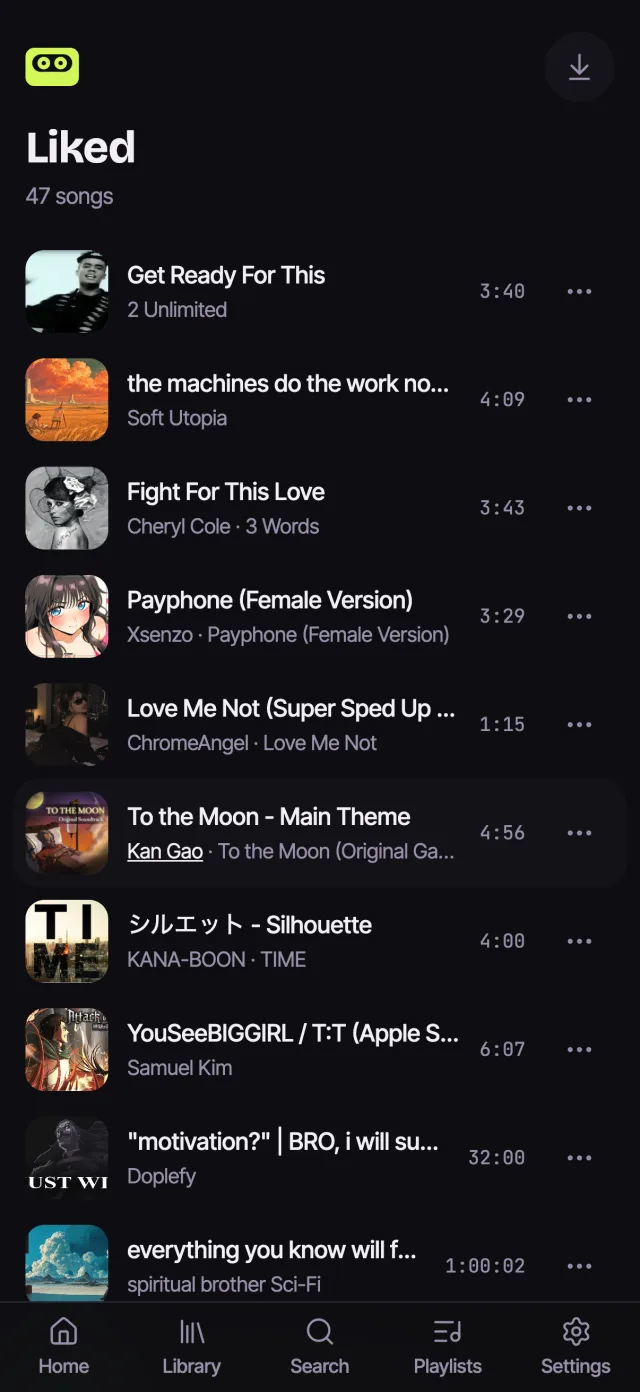 Liked
47 songs
Get Ready For This
2 Unlimited
3:40
the machines do the work no...
Soft Utopia
4:09
Fight For This Love
Cheryl Cole · 3 Words
3:43
Payphone (Female Version)
Xsenzo · Payphone (Female Version)
3:29
Love Me Not (Super Sped Up ...
ChromeAngel · Love Me Not
1:15
TO THE MOON
Original Soundtrack
To the Moon - Main Theme
Kan Gao · To the Moon (Original Ga...
4:56
TI
ME
シルエット - Silhouette
KANA-BOON · TIME
4:00
Attack
YouSeeBIGGIRL / T:T (Apple S...
Samuel Kim
6:07
UST WI
"motivation?" | BRO, i will su...
Doplefy
32:00
everything you know will f...
spiritual brother Sci-Fi
1:00:02
Home
Library
Search
Playlists
Settings